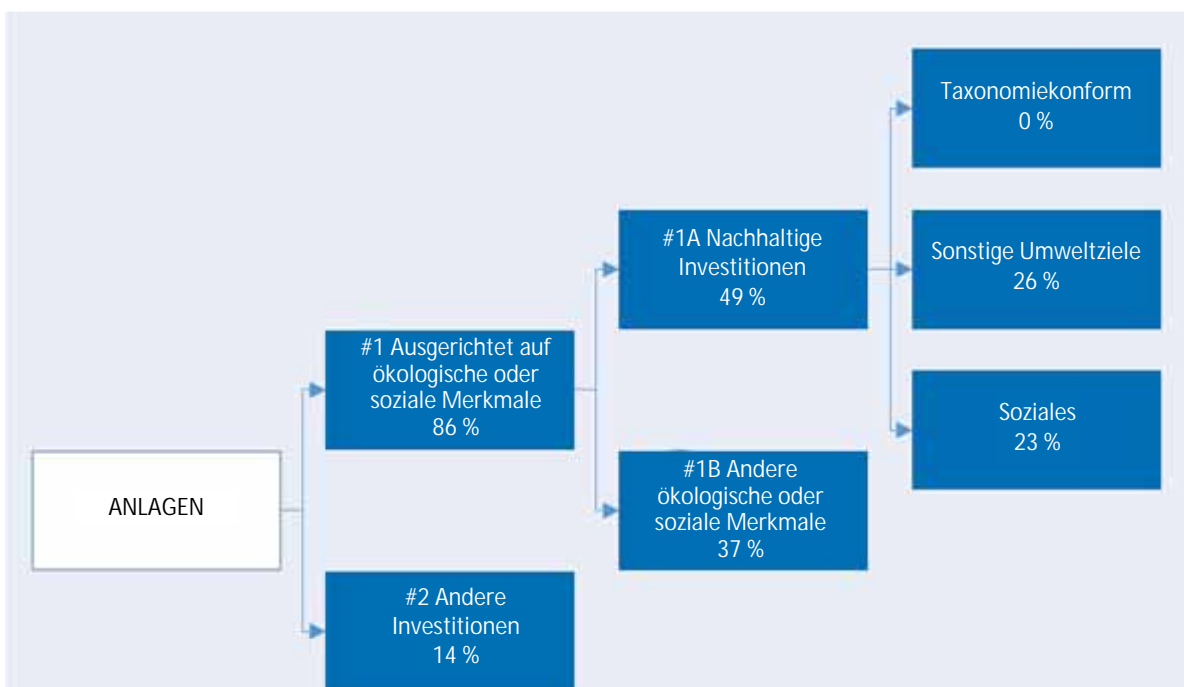 Taxonomiekonform
0 %
#1A Nachhaltige
Investitionen
49 %
Sonstige Umweltziele
26 %
#1 Ausgerichtet auf
ökologische oder
soziale Merkmale
86 %
Soziales
23 %
ANLAGEN
#1B Andere
ökologische oder
soziale Merkmale
37 %
#2 Andere
Investitionen
14 %